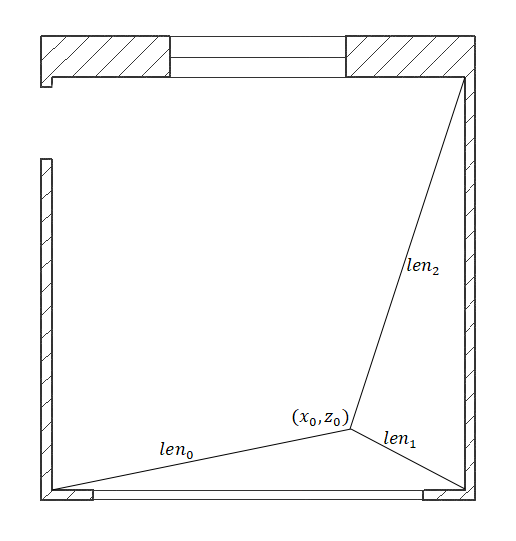 len₂
(x₀,z₀)
len₁
len₀